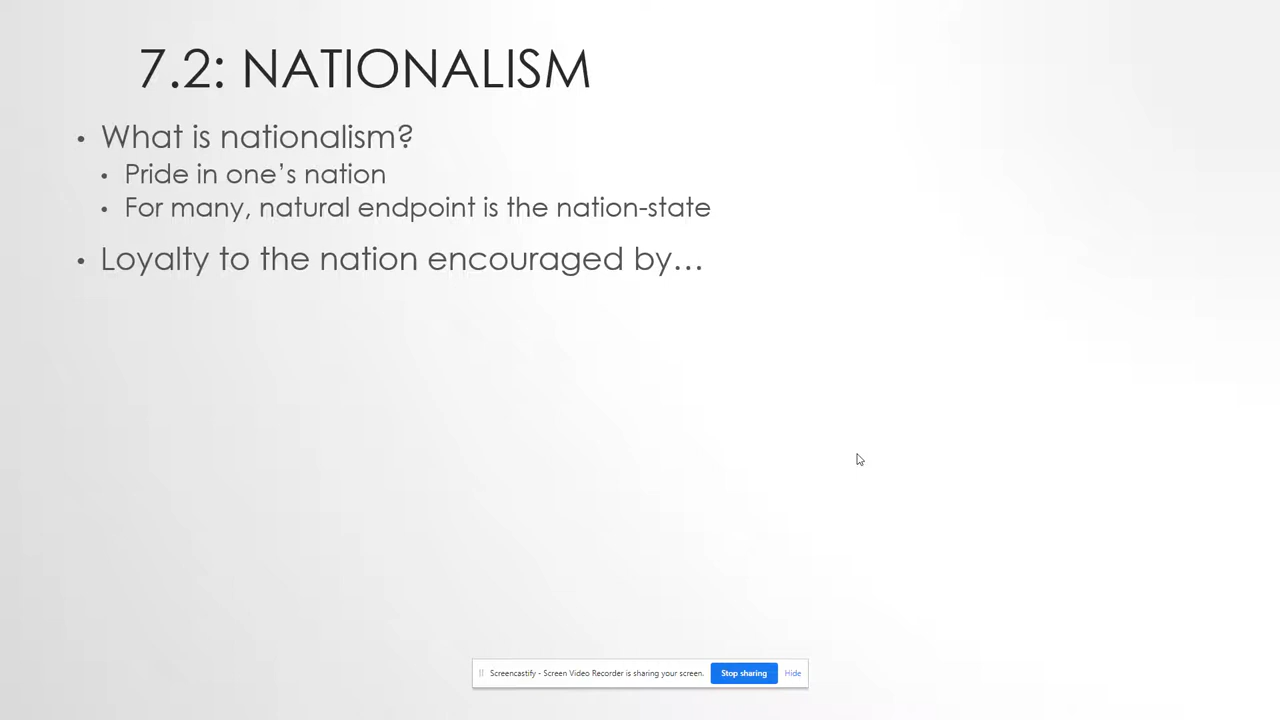 7.2: NATIONALISM
• What is nationalism?
• Pride in one’s nation
• For many, natural endpoint is the nation-state
• Loyalty to the nation encouraged by…
Screencastify - Screen Video Recorder is sharing your screen. Stop sharing Hide